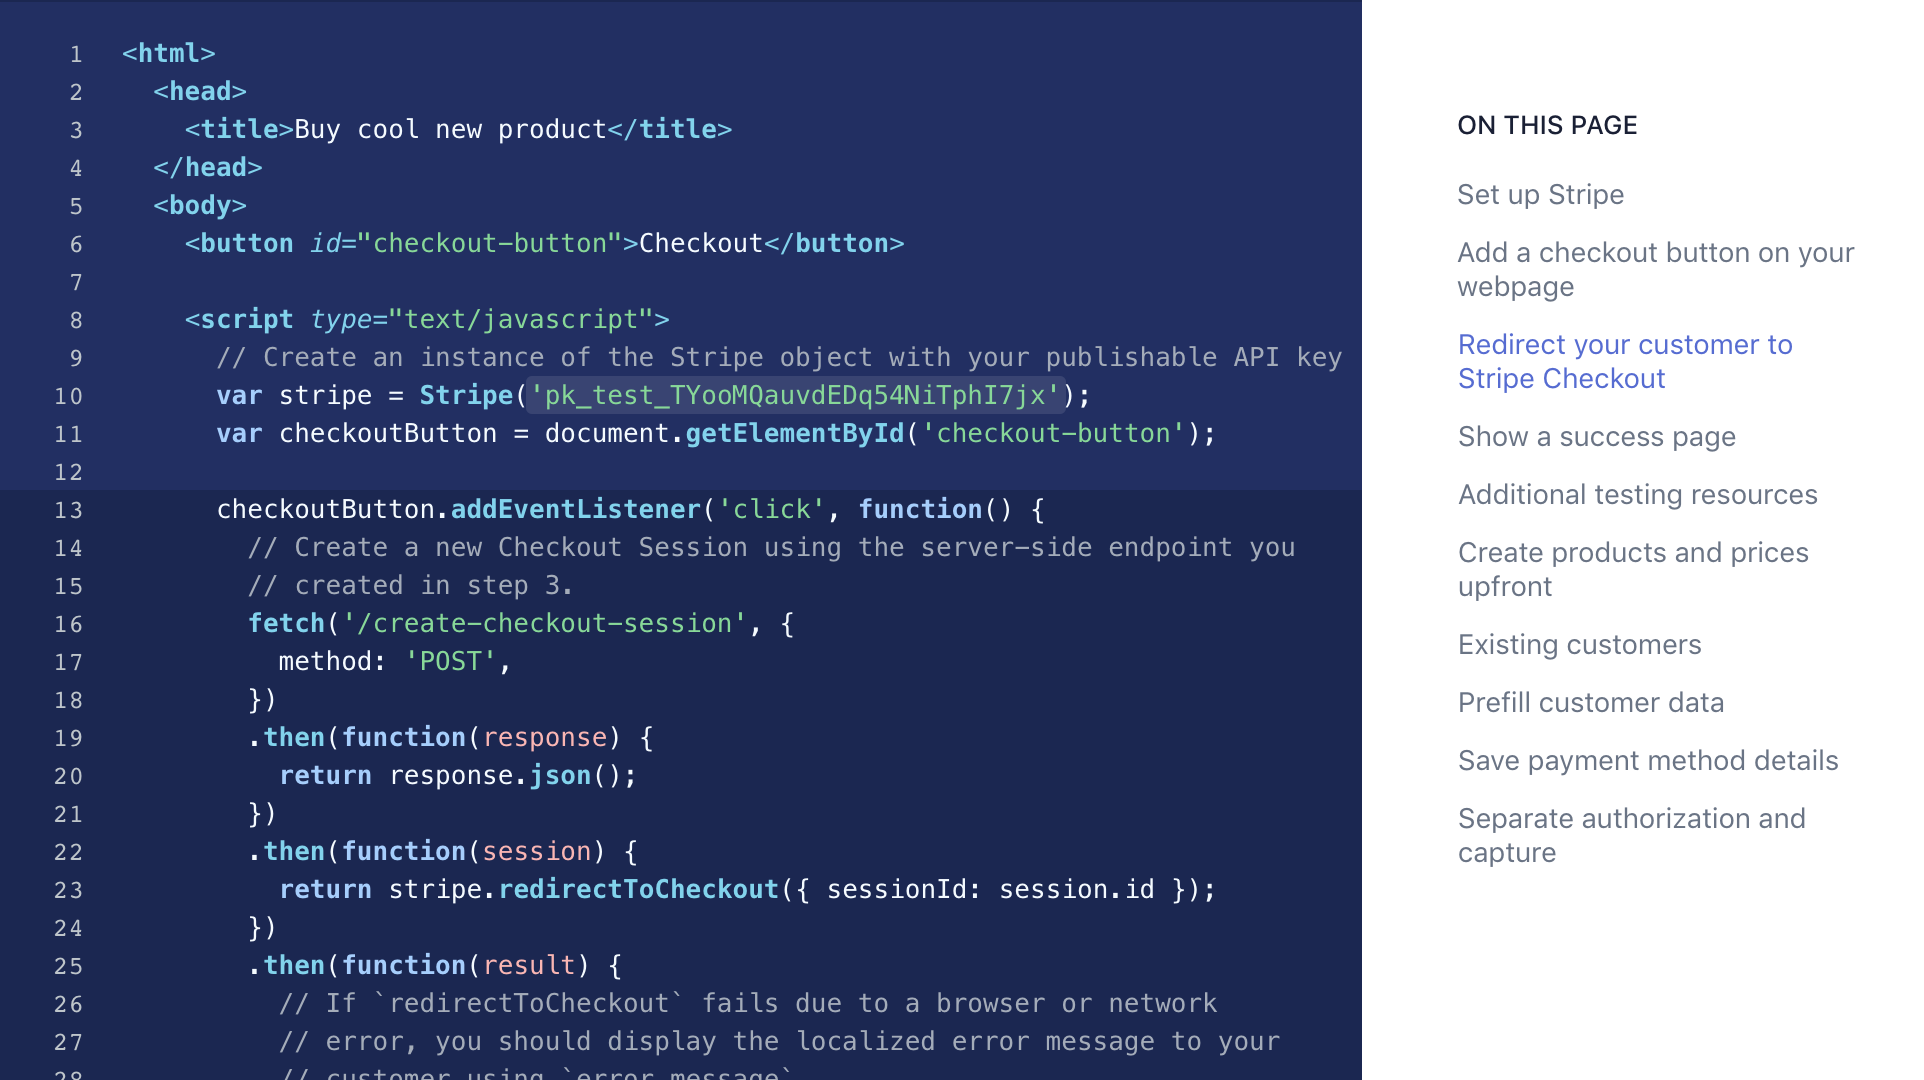 1 <html>
2 <head>
3 <title>Buy cool new product</title>
4 </head>
5 <body>
6 <button id="checkout-button">Checkout</button>
7
8 <script type="text/javascript">
9 // Create an instance of the Stripe object with your publishable API key
10 var stripe = Stripe('pk_test_TYooMQauvdEDq54NiTphI7jx');
11 var checkoutButton = document.getElementById('checkout-button');
12
13 checkoutButton.addEventListener('click', function() {
14 // Create a new Checkout Session using the server-side endpoint you
15 // created in step 3.
16 fetch('/create-checkout-session', {
17 method: 'POST',
18 })
19 .then(function(response) {
20 return response.json();
21 })
22 .then(function(session) {
23 return stripe.redirectToCheckout({ sessionId: session.id });
24 })
25 .then(function(result) {
26 // If `redirectToCheckout` fails due to a browser or network
27 // error, you should display the localized error message to your
28 // customer using `error.message`
ON THIS PAGE
Set up Stripe
Add a checkout button on your
webpage
Redirect your customer to
Stripe Checkout
Show a success page
Additional testing resources
Create products and prices
upfront
Existing customers
Prefill customer data
Save payment method details
Separate authorization and
capture